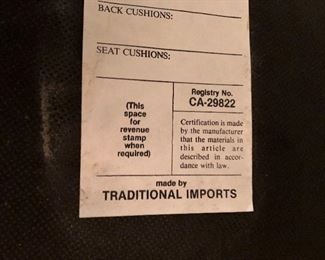 BACK CUSHIONS:
SEAT CUSHIONS:
(This
space for
revenue
stamp
when
required)
Registry No.
CA-29822
Certification is made
by the manufacturer
that the materials in
this article are
described in accor-
dance with law.
made by
TRADITIONAL IMPORTS